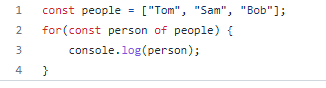 1 const people = ["Tom", "Sam", "Bob"];
2 for(const person of people) {
3     console.log(person);
4 }